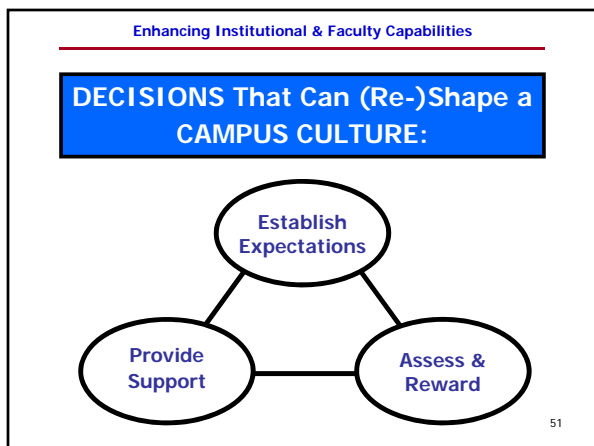 Enhancing Institutional & Faculty Capabilities
DECISIONS That Can (Re-)Shape a
CAMPUS CULTURE:
Establish
Expectations
Provide
Support
Assess &
Reward
51